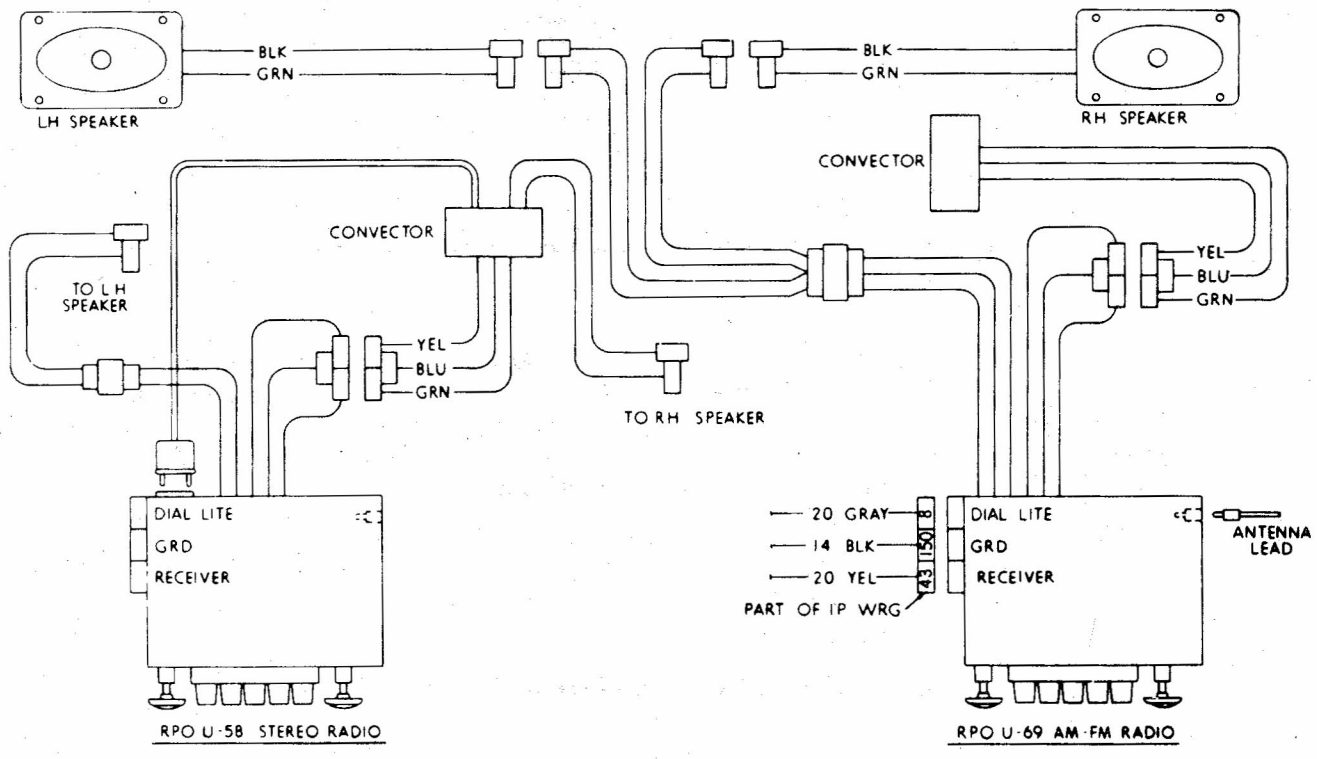 BLK
GRN
LH SPEAKER
BLK
GRN
RH SPEAKER
CONVECTOR
CONVECTOR
TO L H
SPEAKER
YEL
BLU
GRN
YEL
BLU
GRN
TO RH SPEAKER
DIAL LITE
GRD
RECEIVER
20 GRAY
8
14 BLK
150
20 YEL
43
PART OF I P WRG
DIAL LITE
GRD
RECEIVER
ANTENNA
LEAD
RPO U-58 STEREO RADIO
RPO U-69 AM-FM RADIO